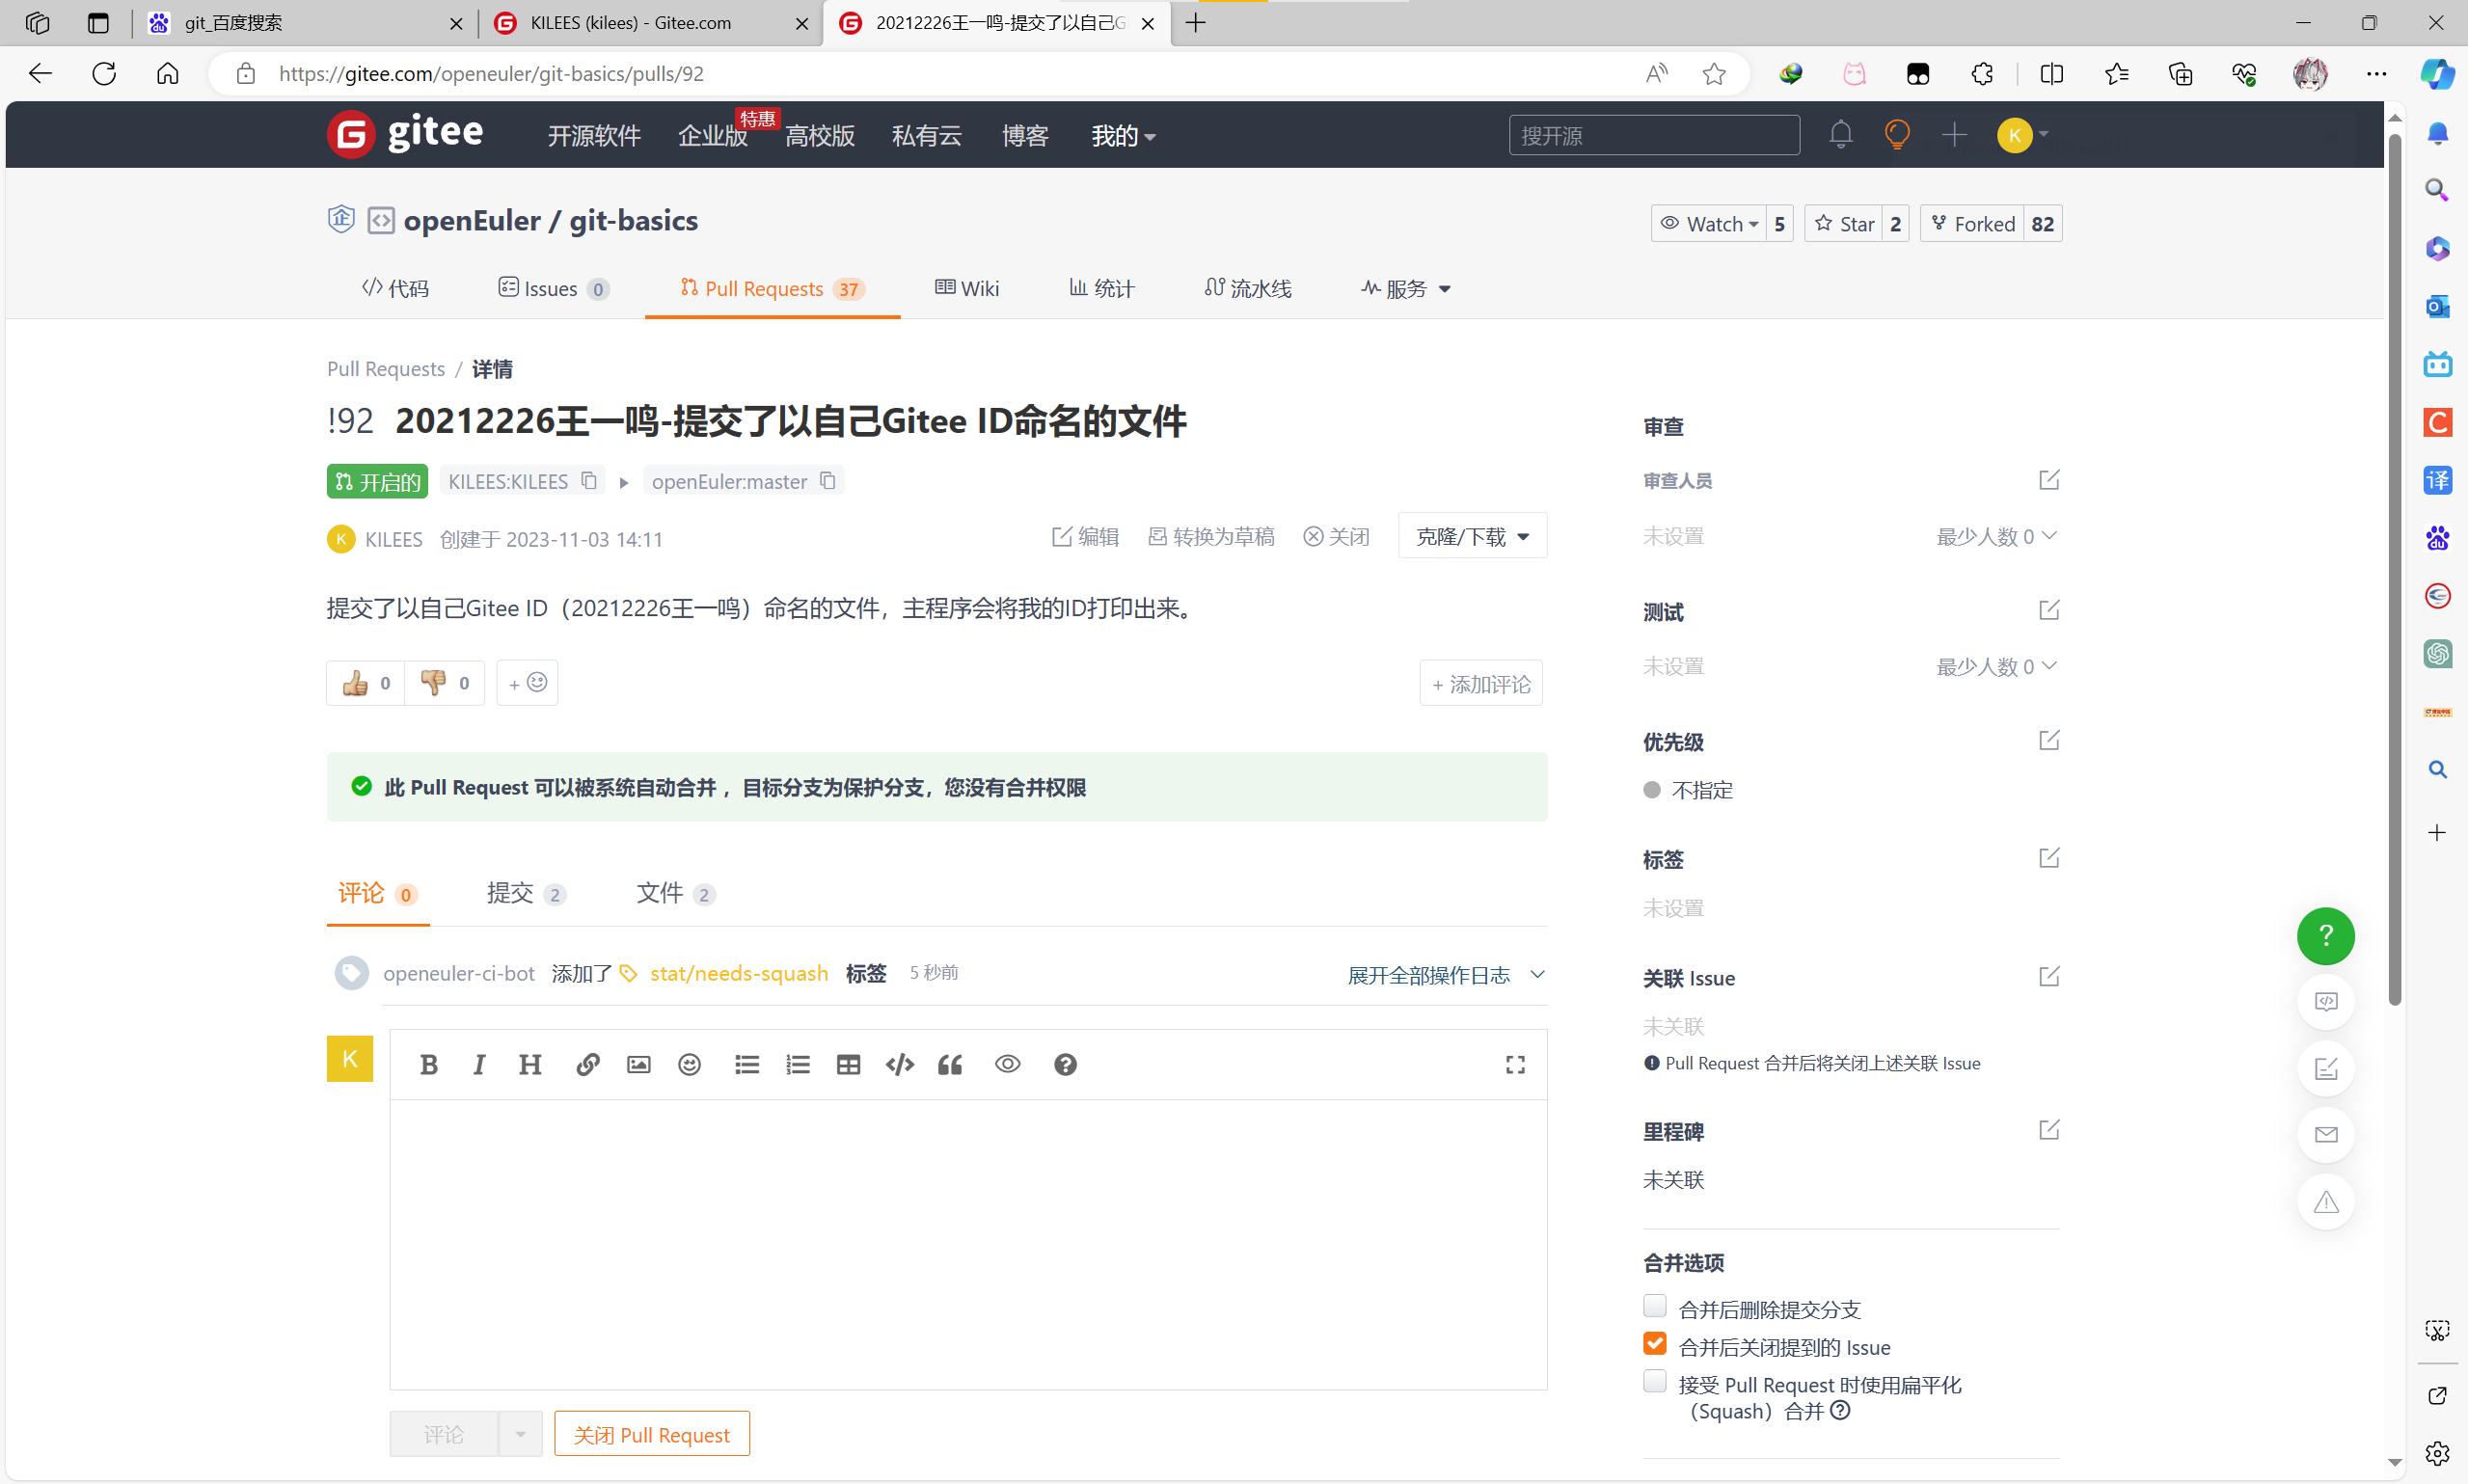 git_百度搜索
KILEES (kilees) - Gitee.com
20212226王一鸣-提交了以自己G
https://gitee.com/openeuler/git-basics/pulls/92
gitee 开源软件 企业版 特惠 高校版 私有云 博客 我的 搜开源 K
企 openEuler / git-basics
Watch 5 Star 2 Forked 82
代码 Issues 0 Pull Requests 37 Wiki 统计 流水线 服务
Pull Requests / 详情
!92 20212226王一鸣-提交了以自己Gitee ID命名的文件
开启的 KILEES:KILEES openEuler:master
K KILEES 创建于 2023-11-03 14:11 编辑 转换为草稿 关闭 克隆/下载
提交了以自己Gitee ID（20212226王一鸣）命名的文件，主程序会将我的ID打印出来。
0 0 + + 添加评论
此 Pull Request 可以被系统自动合并 ，目标分支为保护分支，您没有合并权限
评论 0 提交 2 文件 2
openeuler-ci-bot 添加了 stat/needs-squash 标签 5 秒前 展开全部操作日志
K
B I H
评论 关闭 Pull Request
审查
审查人员
未设置 最少人数 0
测试
未设置 最少人数 0
优先级
不指定
标签
未设置
关联 Issue
未关联
Pull Request 合并后将关闭上述关联 Issue
里程碑
未关联
合并选项
合并后删除提交分支
合并后关闭提到的 Issue
接受 Pull Request 时使用扁平化
（Squash）合并
?
译
du